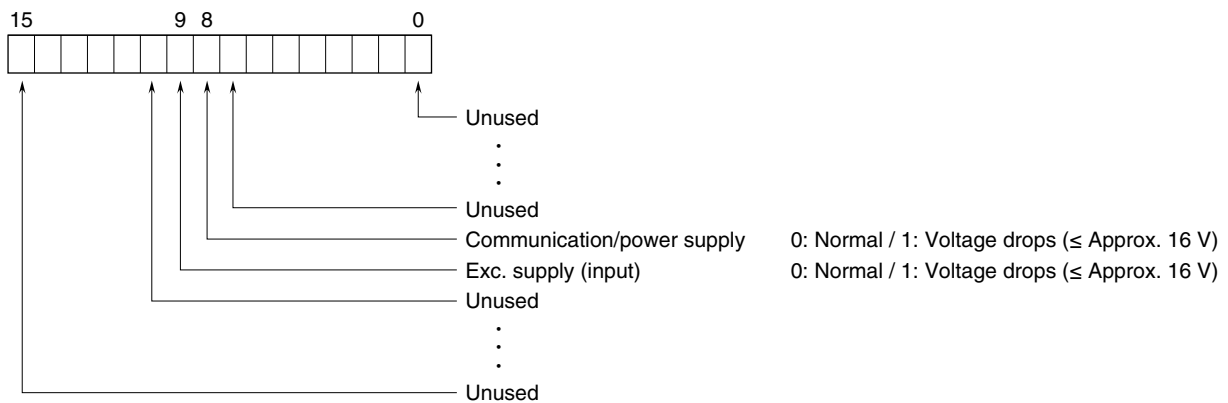 15 9 8 0
Unused
Unused
Communication/power supply 0: Normal / 1: Voltage drops (≤ Approx. 16 V)
Exc. supply (input) 0: Normal / 1: Voltage drops (≤ Approx. 16 V)
Unused
Unused